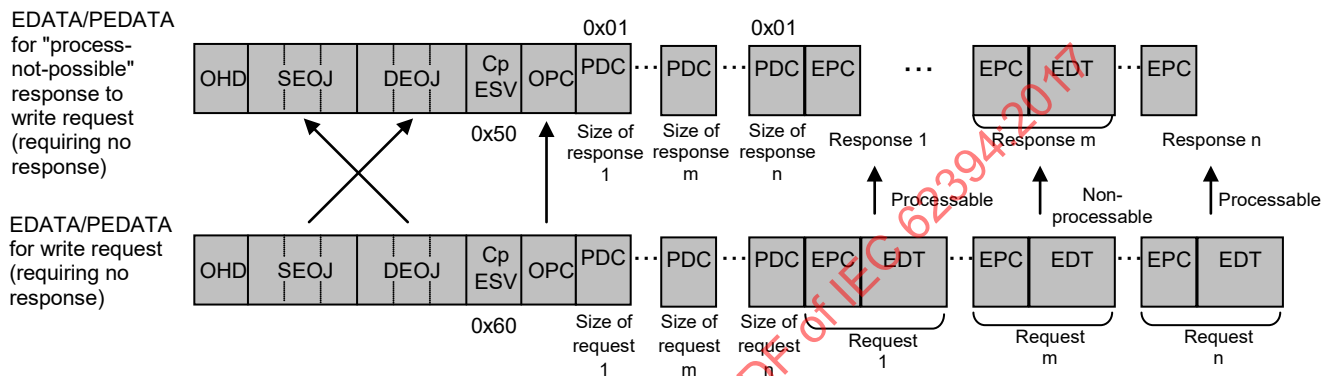 EDATA/PEDATA
for "process-
not-possible"
response to
write request
(requiring no
response)
0x01 0x01
OHD SEOJ DEOJ Cp ESV OPC PDC ··· PDC ··· PDC EPC ··· EPC EDT ··· EPC
0x50
Size of response 1
Size of response m
Size of response n
Response 1
Response m
Response n
Processable
Non-
processable
Processable
EDATA/PEDATA
for write request
(requiring no
response)
OHD SEOJ DEOJ Cp ESV OPC PDC ··· PDC ··· PDC EPC EDT ··· EPC EDT ··· EPC EDT
0x60
Size of request 1
Size of request m
Size of request n
Request 1
Request m
Request n
DF of IEC 62394:2017